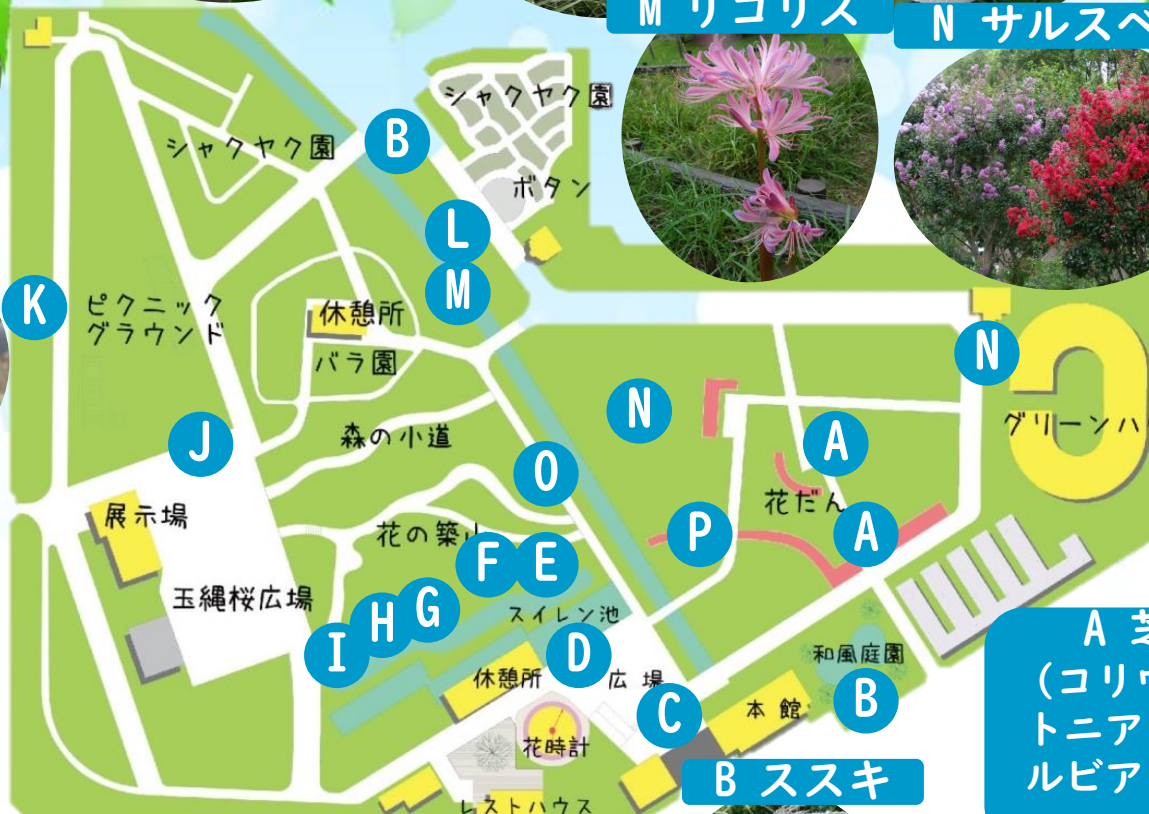 M リコリス
N サルスベ
シャクヤク園
シャクヤク園
B
ボタン
L
M
K
ピクニック
グラウンド
休憩所
バラ園
N
N
グリーンハ
J
森の小道
A
O
花だん
展示場
花の築山
P
A
F
E
玉縄桜広場
H
G
スイレン池
I
D
和風庭園
休憩所
広場
C
本館
B
花時計
レストハウス
B ススキ
A 芝
(コリウ
トニア
ルビア